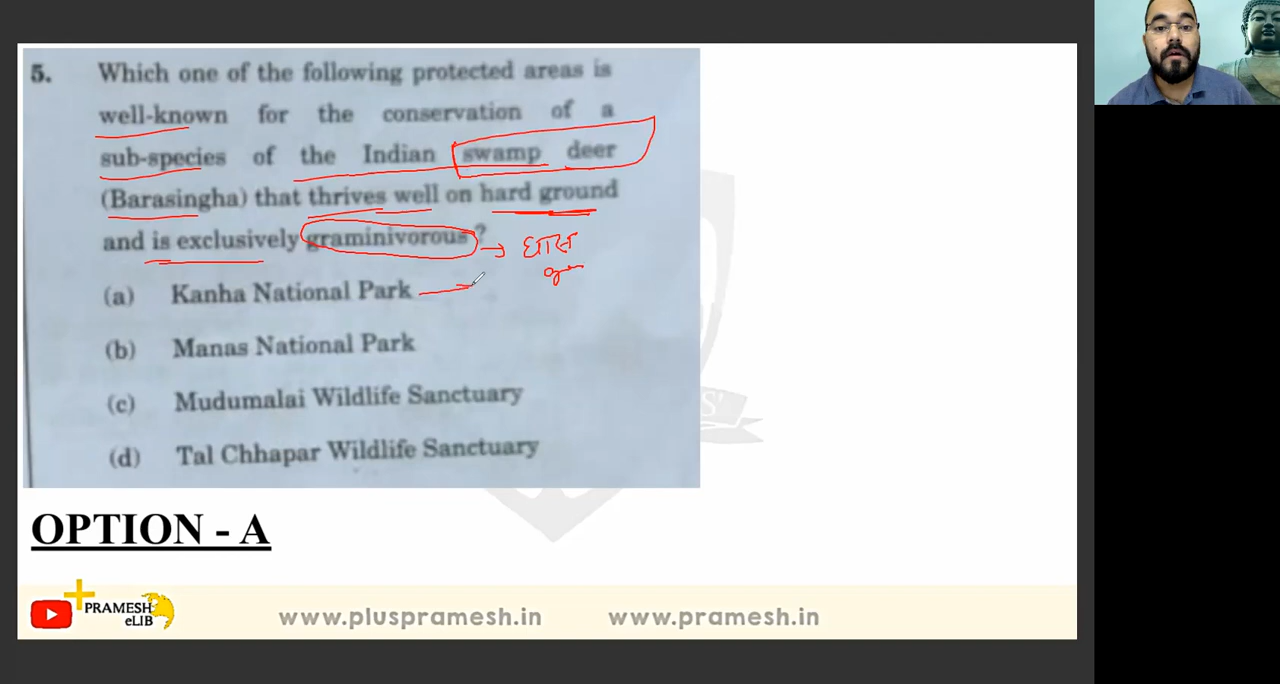 5. Which one of the following protected areas is
well-known for the conservation of a
sub-species of the Indian swamp deer
(Barasingha) that thrives well on hard ground
and is exclusively graminivorous?
→ घास
(a) Kanha National Park
(b) Manas National Park
(c) Mudumalai Wildlife Sanctuary
(d) Tal Chhapar Wildlife Sanctuary
OPTION - A
PRAMESH
eLIB
www.pluspramesh.in www.pramesh.in